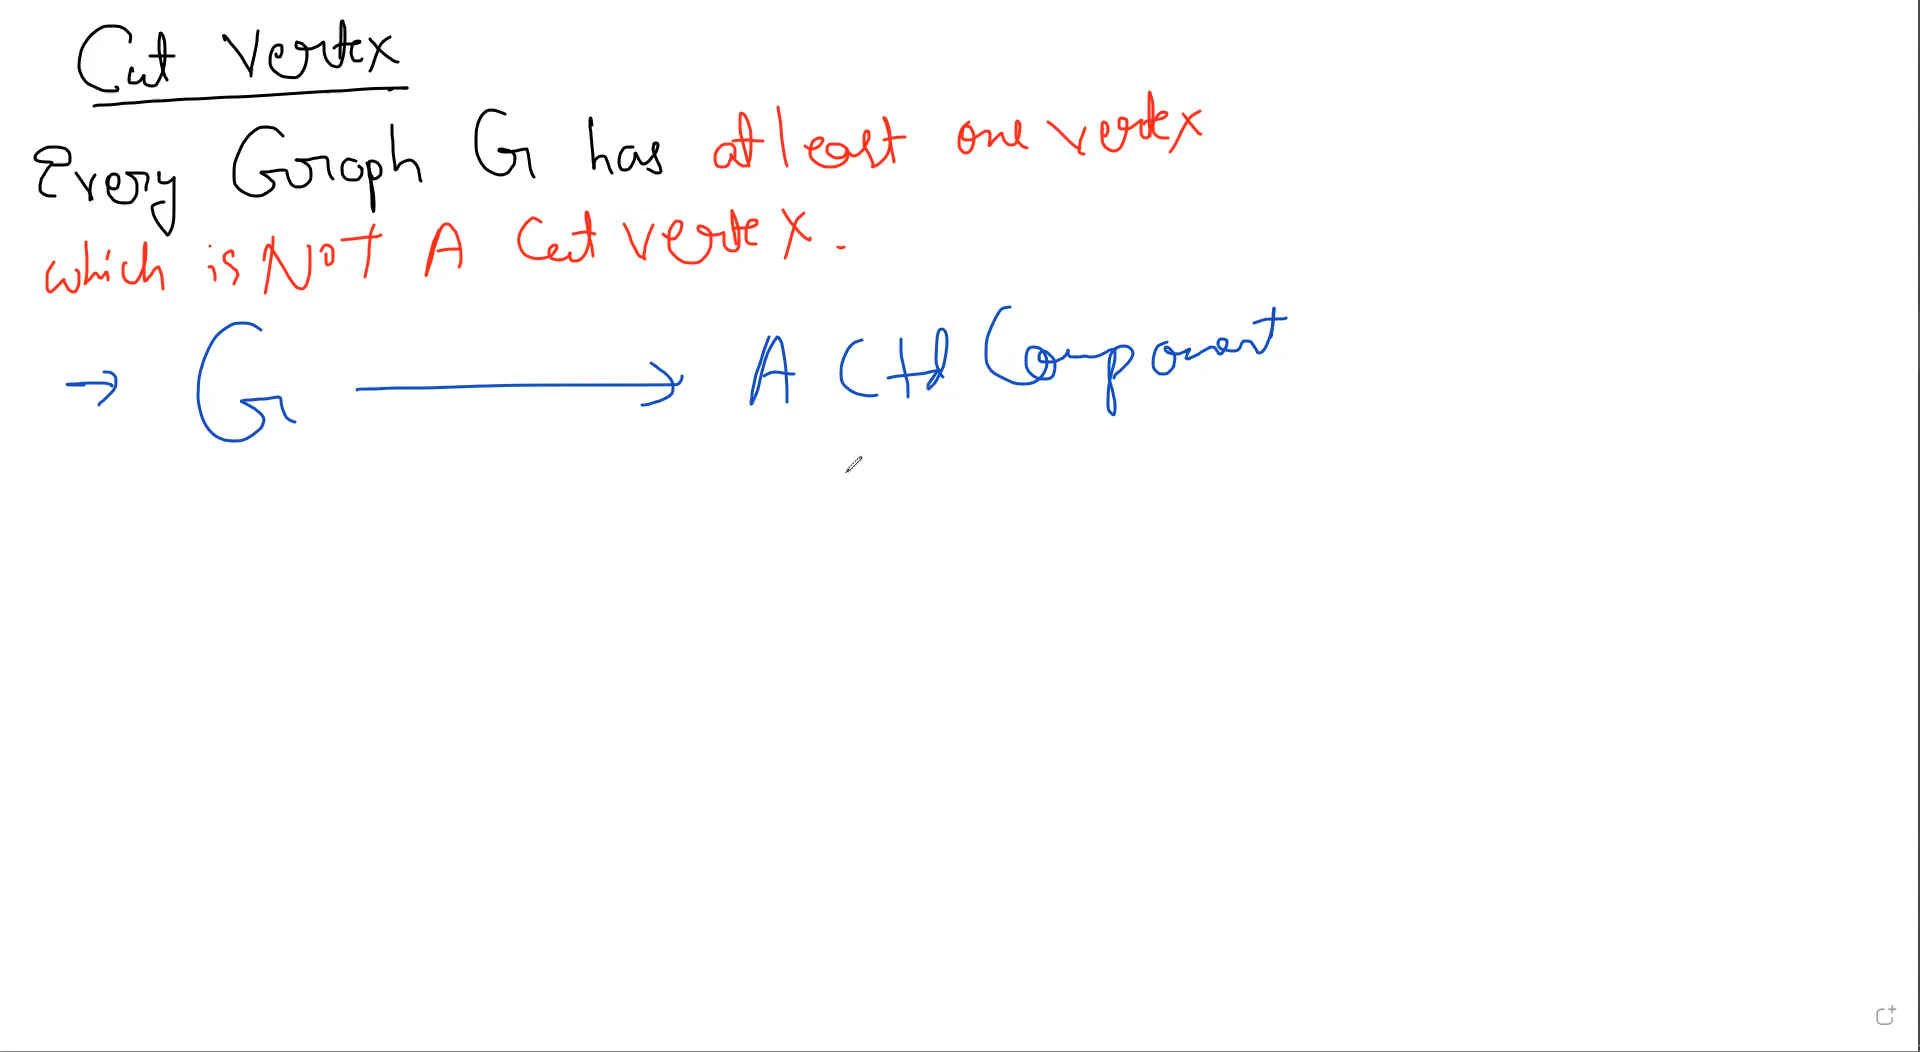 Cut Vertex
Every Graph G has atleast one vertex
which is NOT A Cut Vertex.
→ G ⟶ A Ctd Component